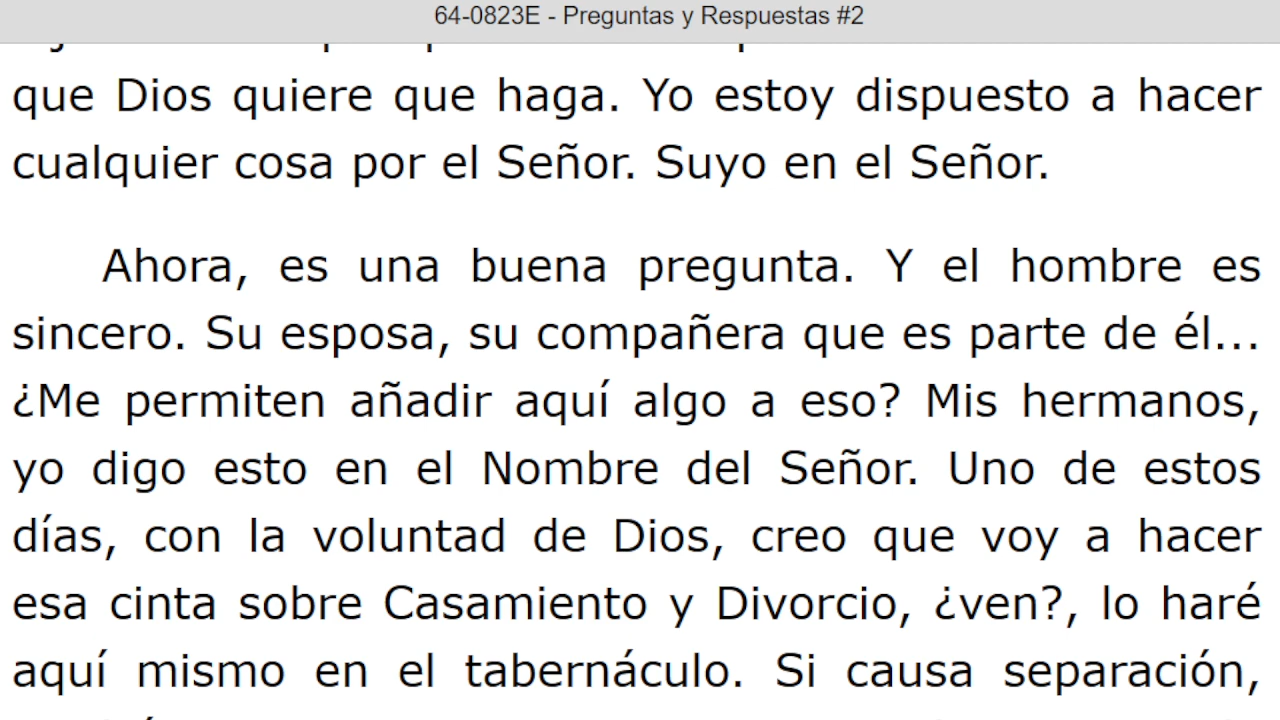 64-0823E - Preguntas y Respuestas #2
que Dios quiere que haga. Yo estoy dispuesto a hacer
cualquier cosa por el Señor. Suyo en el Señor.
Ahora, es una buena pregunta. Y el hombre es
sincero. Su esposa, su compañera que es parte de él...
¿Me permiten añadir aquí algo a eso? Mis hermanos,
yo digo esto en el Nombre del Señor. Uno de estos
días, con la voluntad de Dios, creo que voy a hacer
esa cinta sobre Casamiento y Divorcio, ¿ven?, lo haré
aquí mismo en el tabernáculo. Si causa separación,